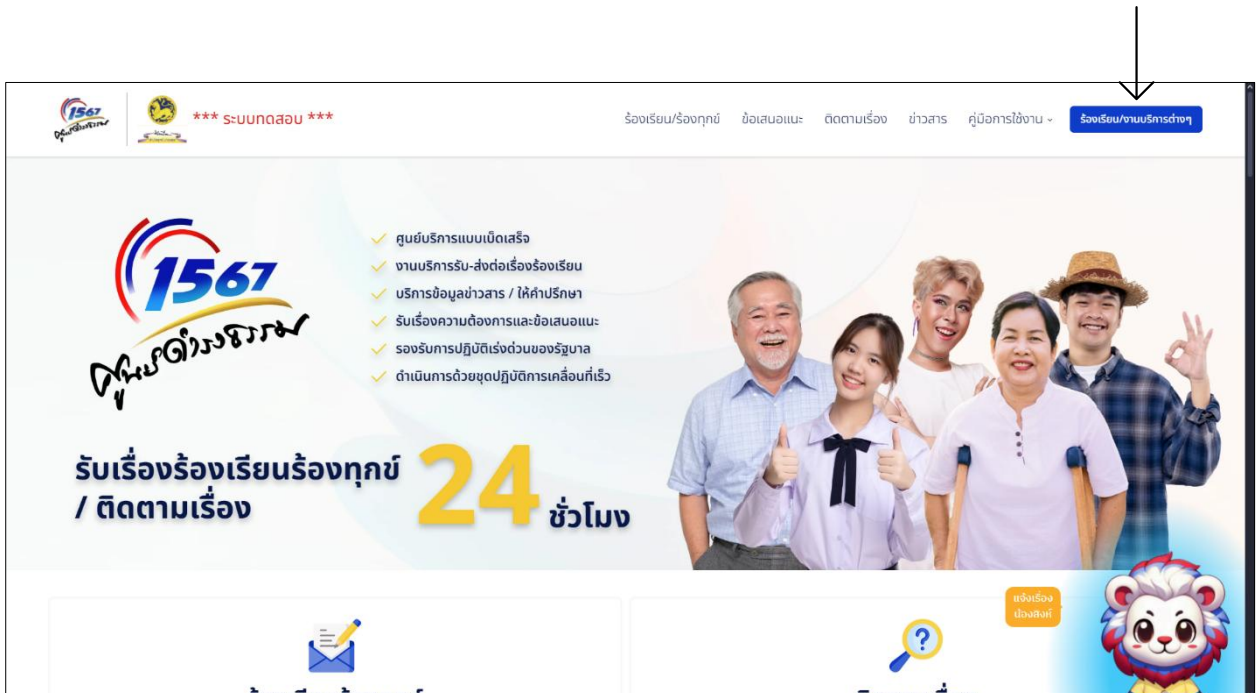 1567
ศูนย์ดำรงธรรม
*** ระบบทดสอบ ***
ร้องเรียน/ร้องทุกข์ ข้อเสนอแนะ ติดตามเรื่อง ข่าวสาร คู่มือการใช้งาน
ร้องเรียน/งานบริการต่างๆ
1567
ศูนย์ดำรงธรรม
ศูนย์บริการแบบเบ็ดเสร็จ
งานบริการรับ-ส่งต่อเรื่องร้องเรียน
บริการข้อมูลข่าวสาร / ให้คำปรึกษา
รับเรื่องความต้องการและข้อเสนอแนะ
รองรับการปฏิบัติเร่งด่วนของรัฐบาล
ดำเนินการด้วยชุดปฏิบัติการเคลื่อนที่เร็ว
รับเรื่องร้องเรียนร้องทุกข์
/ ติดตามเรื่อง
24 ชั่วโมง
แจ้งเรื่อง
น้องสิงห์